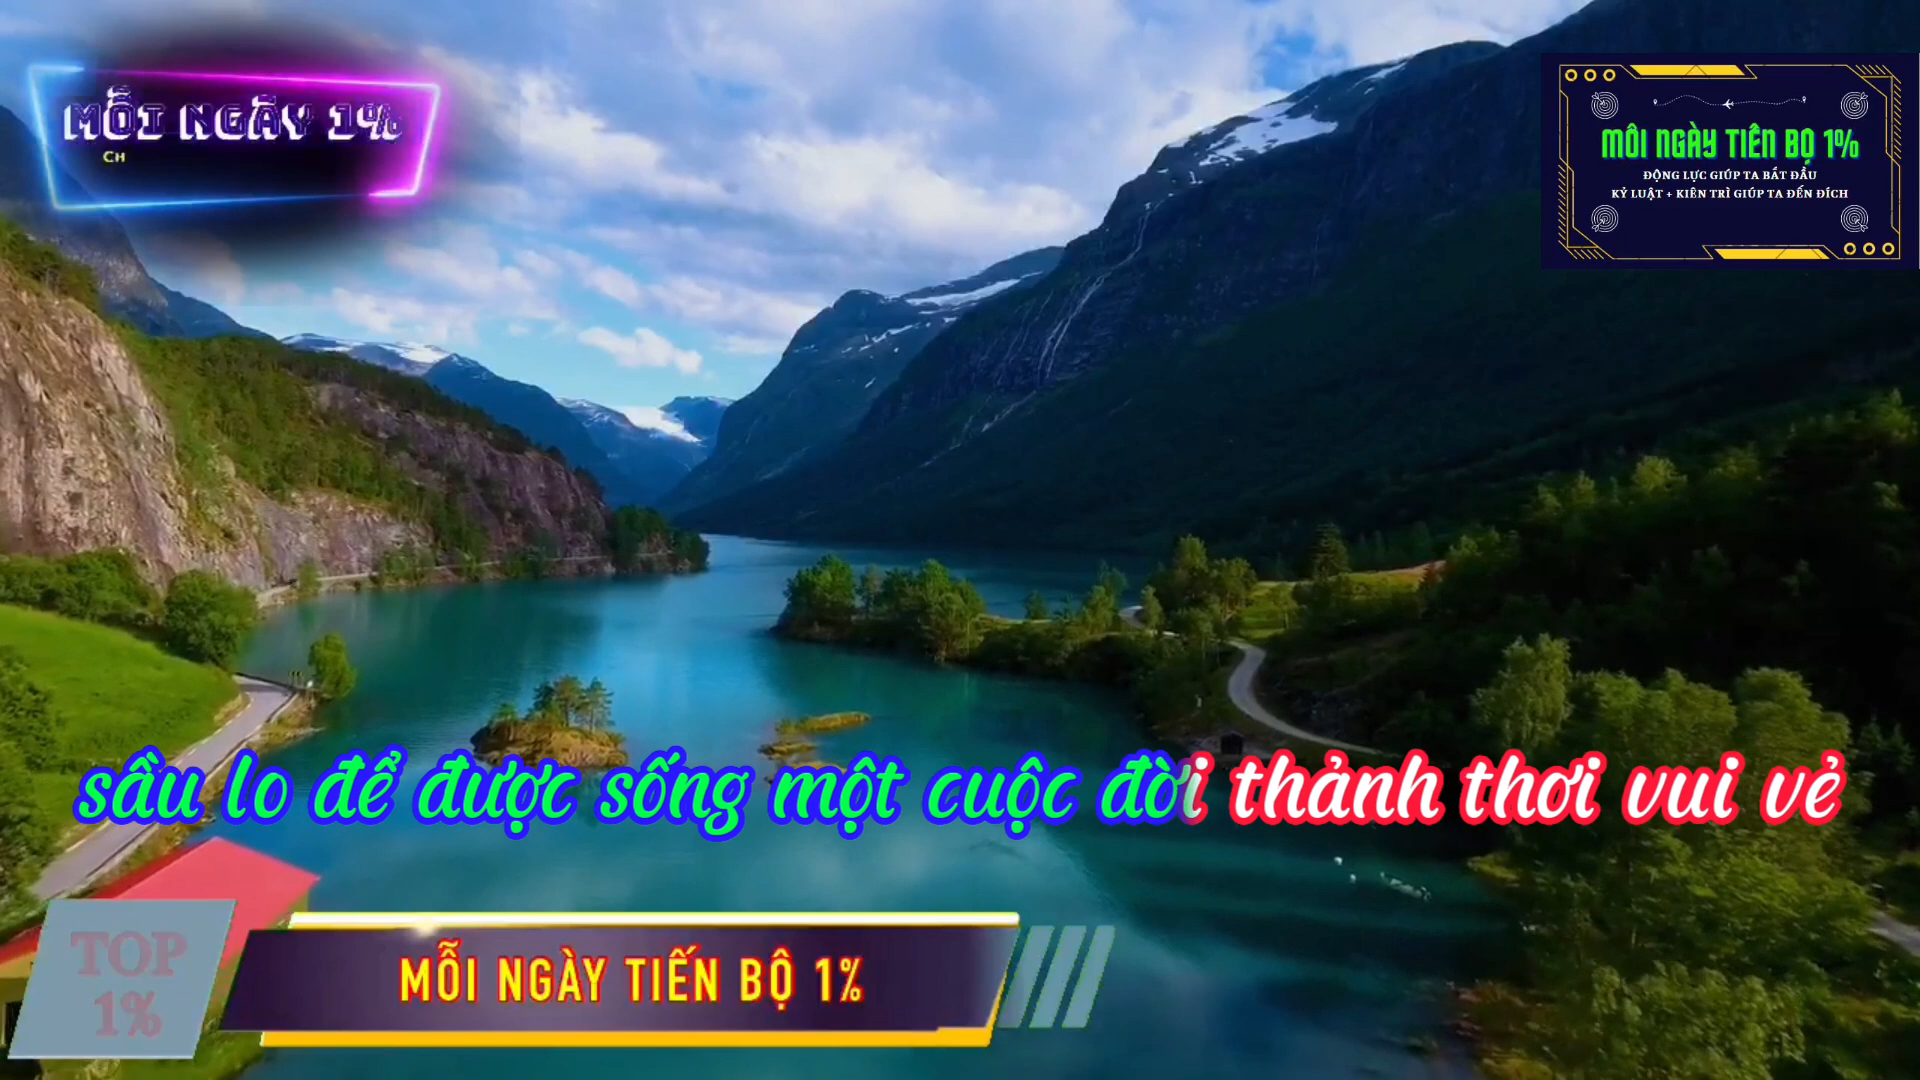 MỖI NGÀY 1%
CH
MỖI NGÀY TIẾN BỘ 1%
ĐỘNG LỰC GIÚP TA BẮT ĐẦU
KỶ LUẬT + KIÊN TRÌ GIÚP TA ĐẾN ĐÍCH
sầu lo để được sống một cuộc đời thảnh thơi vui vẻ
TOP
1%
MỖI NGÀY TIẾN BỘ 1%